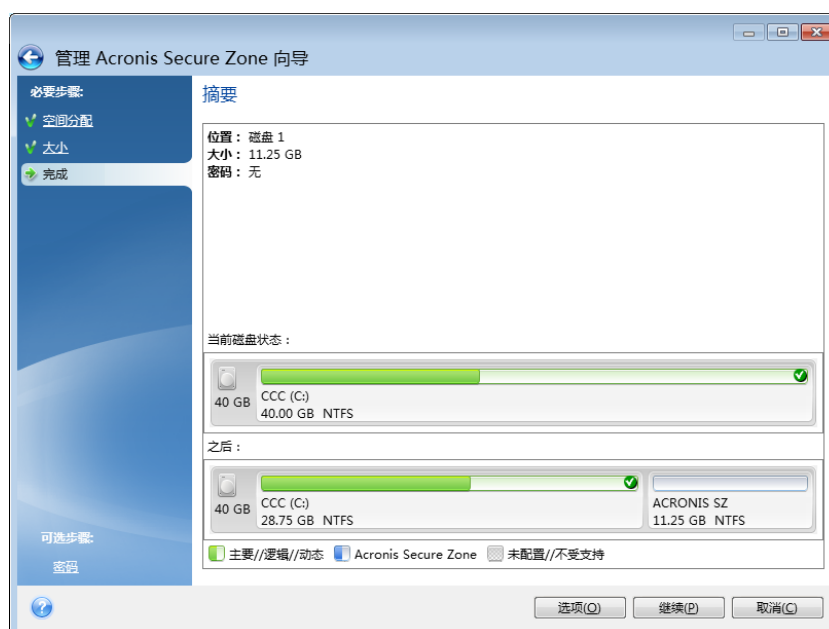 管理 Acronis Secure Zone 向导
必要步骤:
空间分配
大小
完成
可选步骤:
密码
摘要
位置： 磁盘 1
大小： 11.25 GB
密码： 无
当前磁盘状态：
40 GB
CCC (C:)
40.00 GB NTFS
之后：
40 GB
CCC (C:)
28.75 GB NTFS
ACRONIS SZ
11.25 GB NTFS
主要//逻辑//动态 Acronis Secure Zone 未配置//不受支持
选项(O) 继续(P) 取消(C)